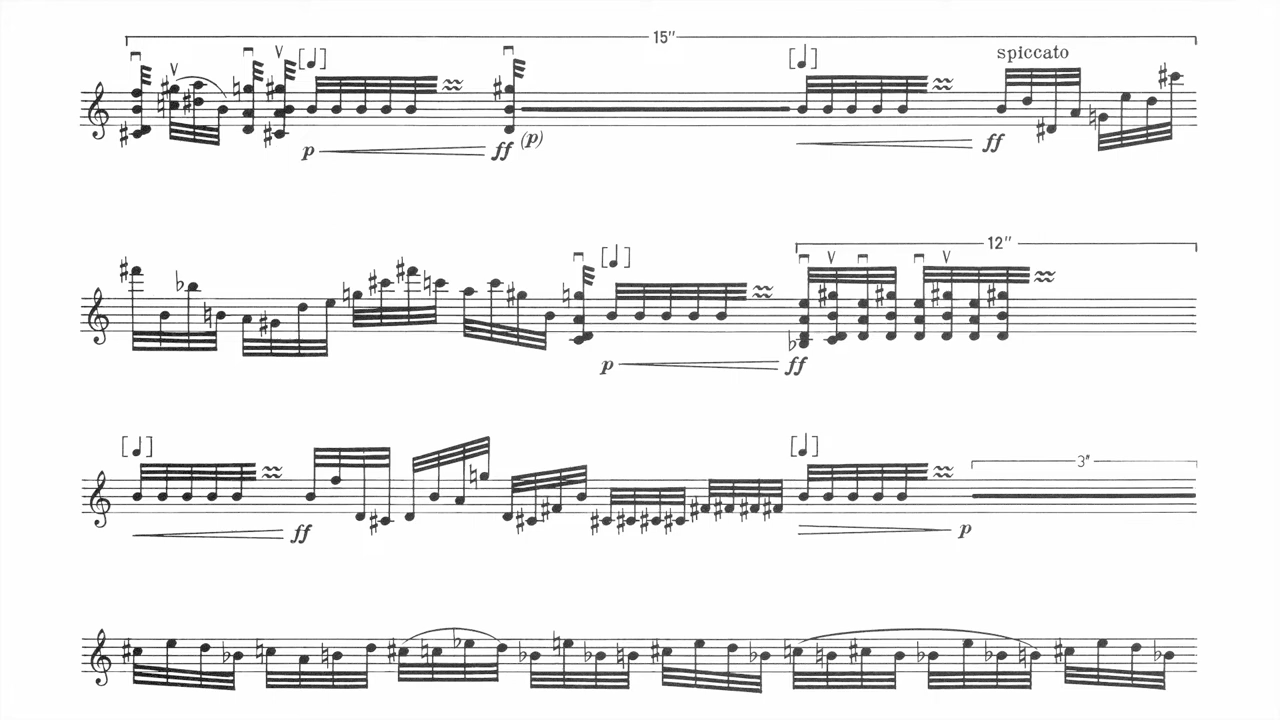 15″
spiccato
p ff (p) ff
12″
p ff
3″
ff p